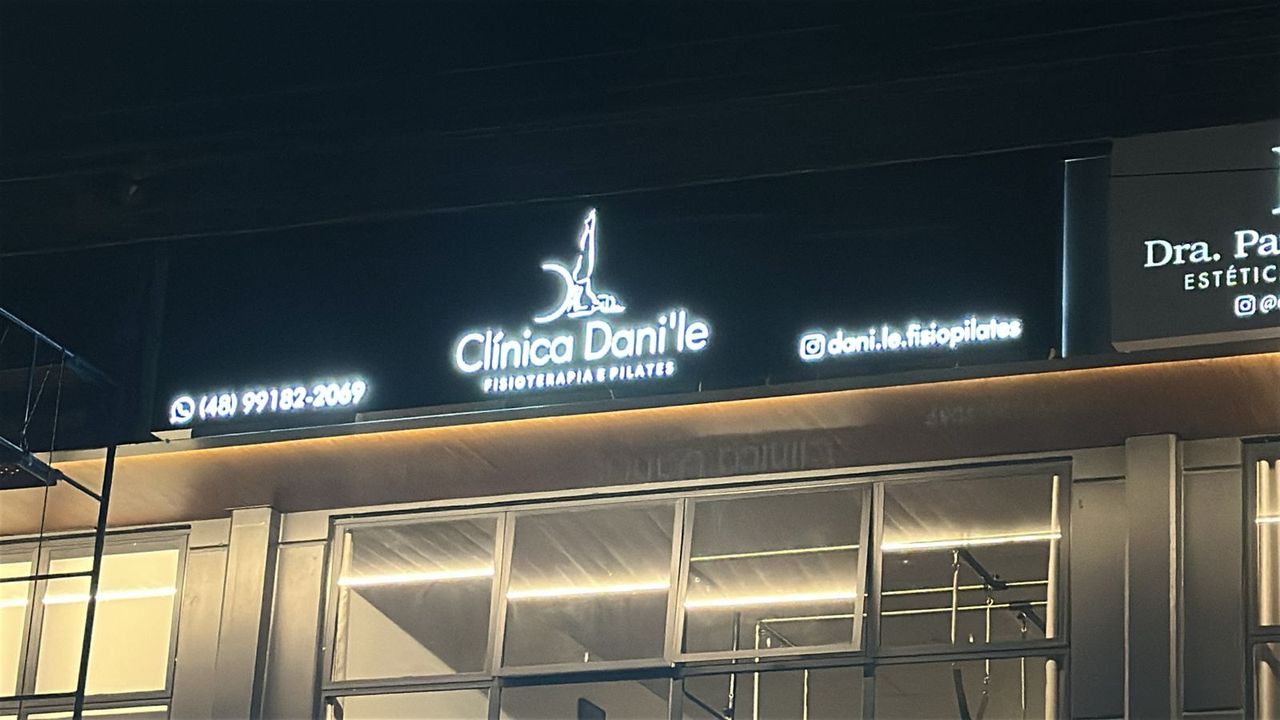 Clínica Dani'le
FISIOTERAPIA E PILATES
(48) 99182-2069
dani.le.fisiopilates
Dra. Pa
ESTÉTIC
@